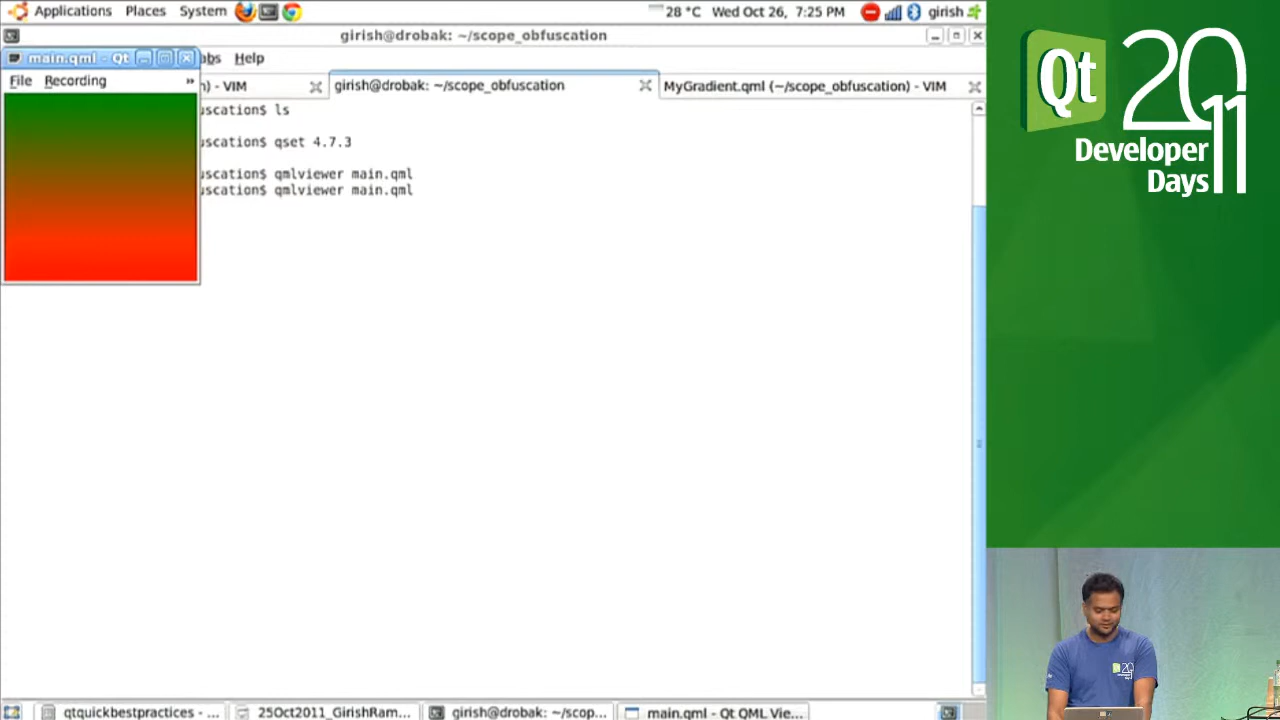 Applications Places System
28 °C Wed Oct 26, 7:25 PM girish
girish@drobak: ~/scope_obfuscation
main.qml - Qt
abs Help
File Recording »
) - VIM
girish@drobak: ~/scope_obfuscation
MyGradient.qml (~/scope_obfuscation) - VIM
uscation$ ls
uscation$ qset 4.7.3
uscation$ qmlviewer main.qml
uscation$ qmlviewer main.qml
qtquickbestpractices - ...
25Oct2011_GirishRam...
girish@drobak: ~/scop...
main.qml - Qt QML Vie...
Qt 2011
Developer
Days